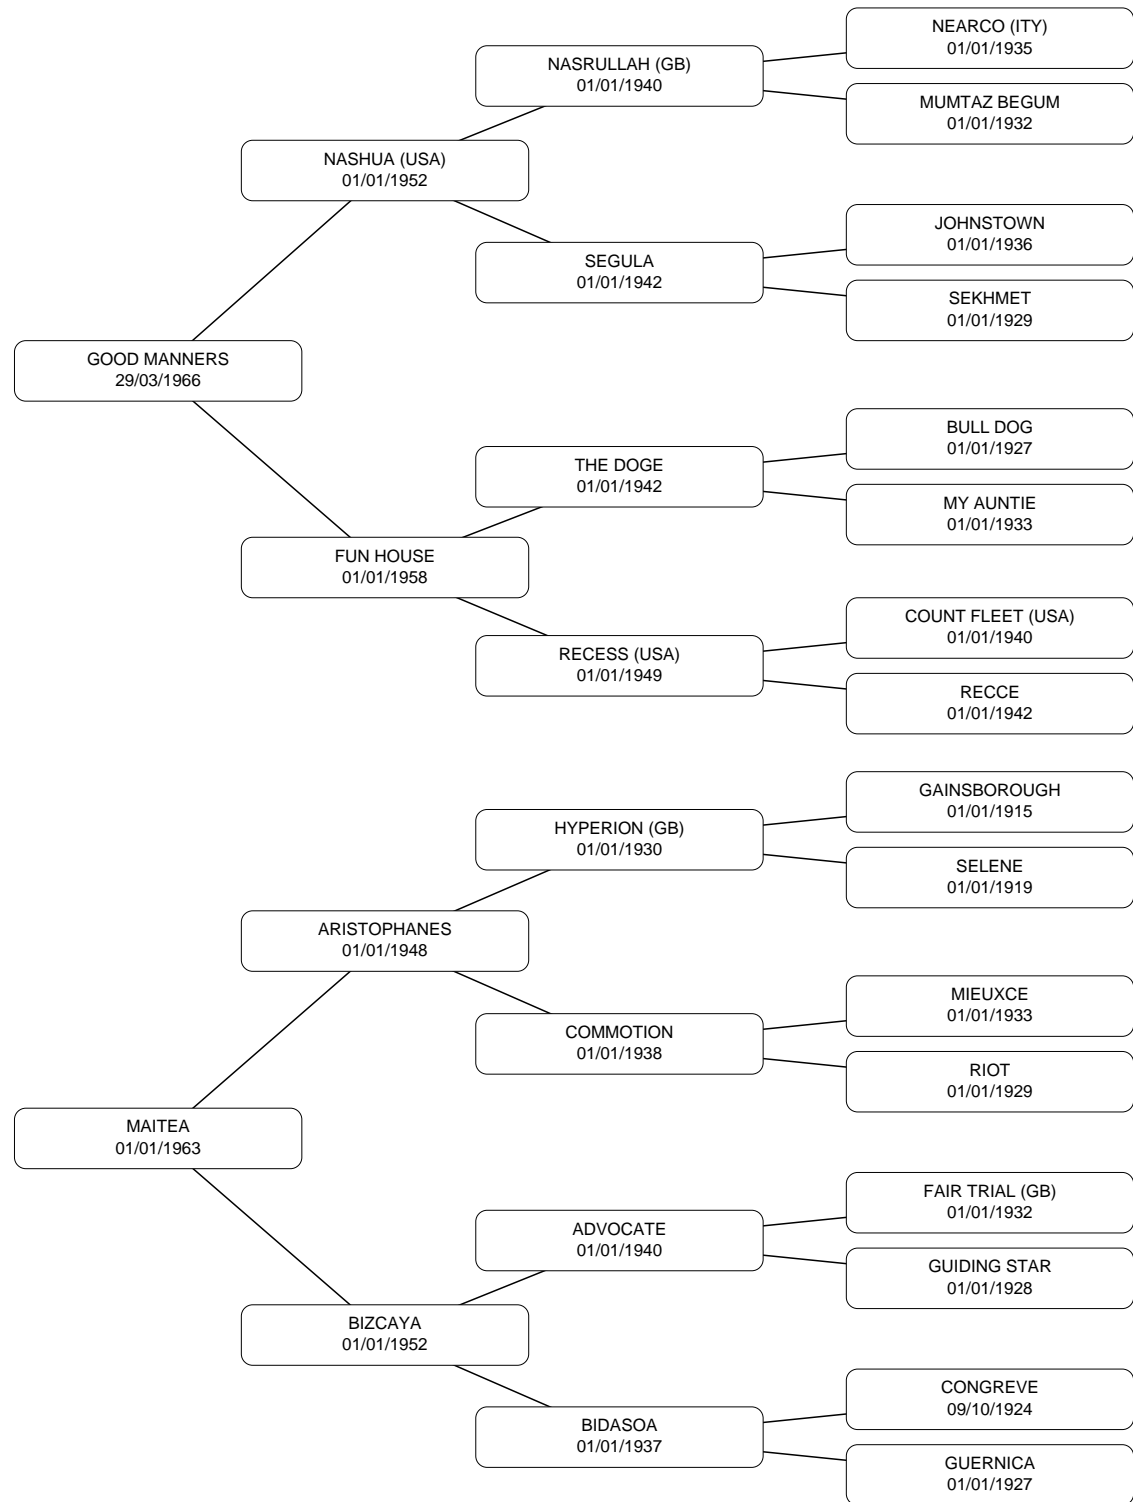 NEARCO (ITY)
01/01/1935
NASRULLAH (GB)
01/01/1940
MUMTAZ BEGUM
01/01/1932
NASHUA (USA)
01/01/1952
JOHNSTOWN
01/01/1936
SEGULA
01/01/1942
SEKHMET
01/01/1929
GOOD MANNERS
29/03/1966
BULL DOG
01/01/1927
THE DOGE
01/01/1942
MY AUNTIE
01/01/1933
FUN HOUSE
01/01/1958
COUNT FLEET (USA)
01/01/1940
RECESS (USA)
01/01/1949
RECCE
01/01/1942
GAINSBOROUGH
01/01/1915
HYPERION (GB)
01/01/1930
SELENE
01/01/1919
ARISTOPHANES
01/01/1948
MIEUXCE
01/01/1933
COMMOTION
01/01/1938
RIOT
01/01/1929
MAITEA
01/01/1963
FAIR TRIAL (GB)
01/01/1932
ADVOCATE
01/01/1940
GUIDING STAR
01/01/1928
BIZCAYA
01/01/1952
CONGREVE
09/10/1924
BIDASOA
01/01/1937
GUERNICA
01/01/1927